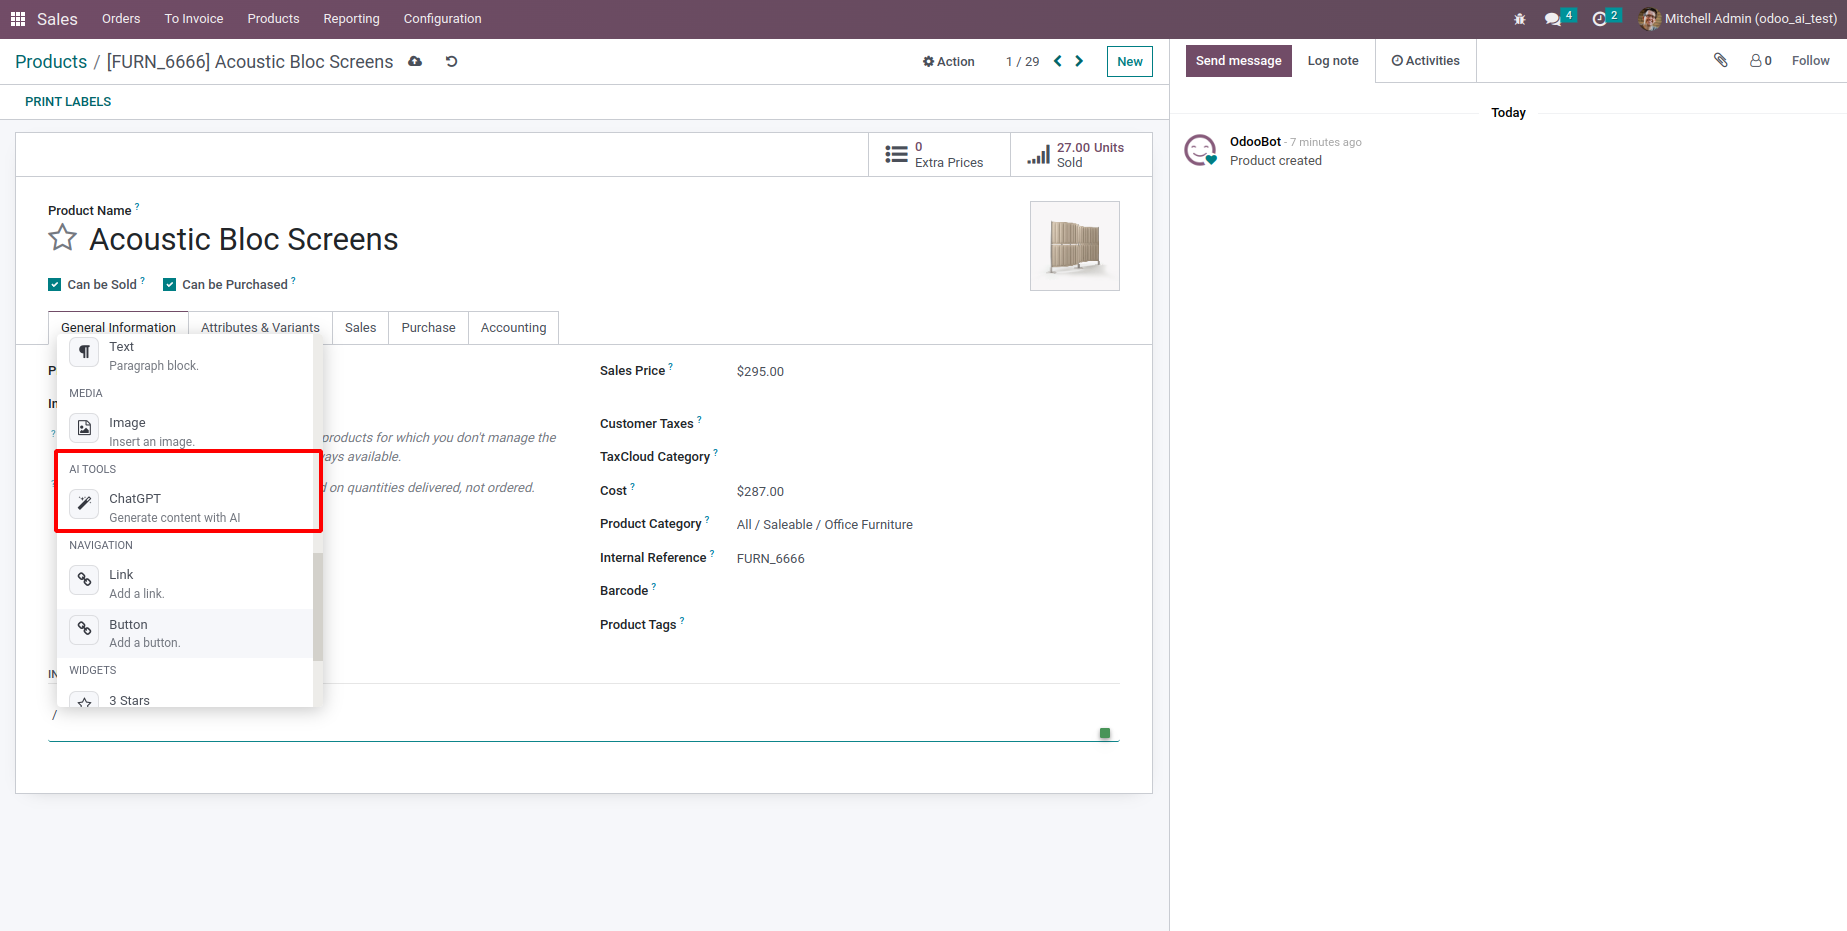 Sales Orders To Invoice Products Reporting Configuration 4 2 Mitchell Admin (odoo_ai_test)
Products / [FURN_6666] Acoustic Bloc Screens Action 1 / 29 New
PRINT LABELS
0
Extra Prices
27.00 Units
Sold
Product Name ?
Acoustic Bloc Screens
Can be Sold ? Can be Purchased ?
General Information Attributes & Variants Sales Purchase Accounting
Text
Paragraph block.
MEDIA
Image
Insert an image.
AI TOOLS
ChatGPT
Generate content with AI
NAVIGATION
Link
Add a link.
Button
Add a button.
WIDGETS
3 Stars
P
In
?
products for which you don't manage the
ays available.
?
d on quantities delivered, not ordered.
Sales Price ? $295.00
Customer Taxes ?
TaxCloud Category ?
Cost ? $287.00
Product Category ? All / Saleable / Office Furniture
Internal Reference ? FURN_6666
Barcode ?
Product Tags ?
IN
/
Send message Log note Activities 0 Follow
Today
OdooBot - 7 minutes ago
Product created